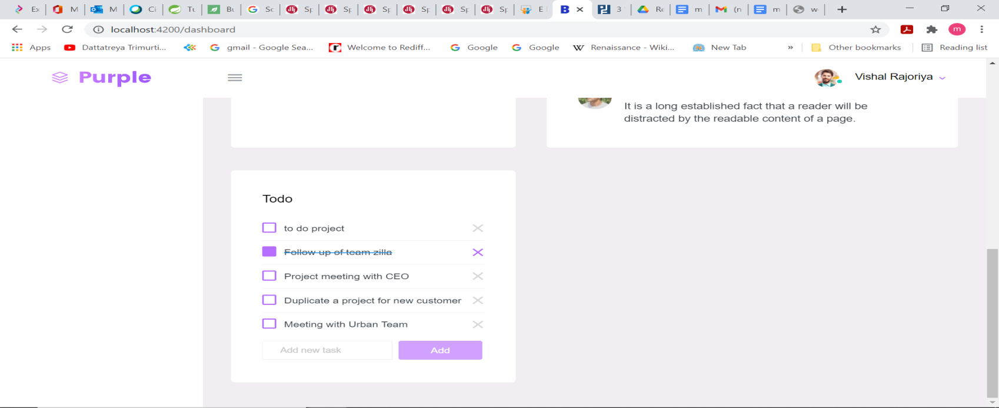 Ex M M Ci Tu Bu G Sc Sp Sp Sp Sp Sp Sp E B 3 Re m (n m w
localhost:4200/dashboard m
Apps Dattatreya Trimurti... G gmail - Google Sea... Welcome to Rediff... G Google G Google W Renaissance - Wiki... New Tab » Other bookmarks Reading list
Purple
Vishal Rajoriya
It is a long established fact that a reader will be
distracted by the readable content of a page.
Todo
to do project
Follow up of team zilla
Project meeting with CEO
Duplicate a project for new customer
Meeting with Urban Team
Add new task Add